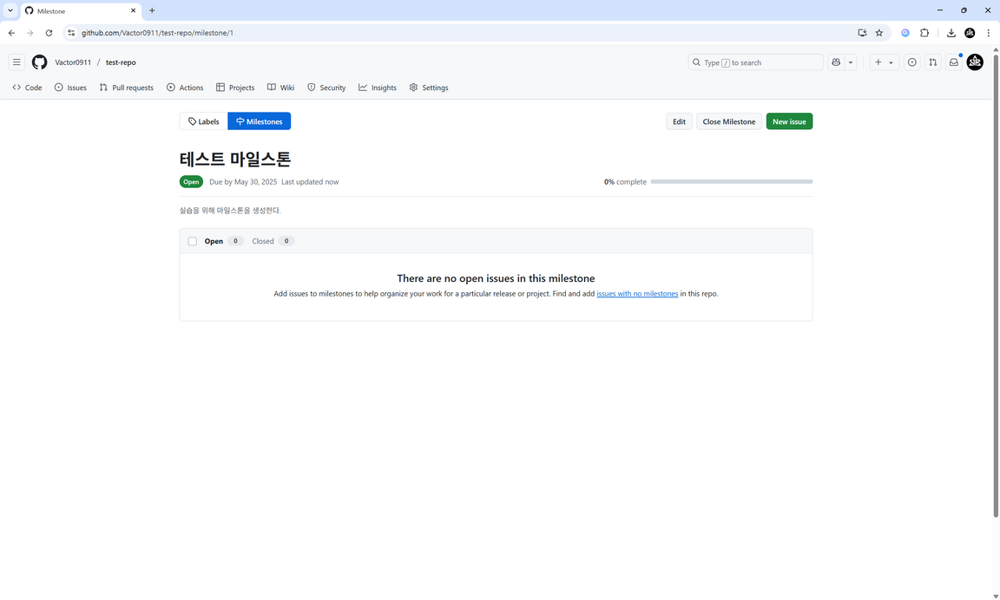 Milestone
github.com/Vactor0911/test-repo/milestone/1
Vactor0911 / test-repo
Type / to search
Code Issues Pull requests Actions Projects Wiki Security Insights Settings
Labels Milestones Edit Close Milestone New issue
테스트 마일스톤
Open Due by May 30, 2025 Last updated now 0% complete
실습을 위해 마일스톤을 생성한다.
Open 0 Closed 0
There are no open issues in this milestone
Add issues to milestones to help organize your work for a particular release or project. Find and add issues with no milestones in this repo.